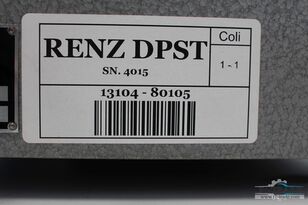 RENZ DPST
SN. 4015
Coli
1 - 1
13104 - 80105